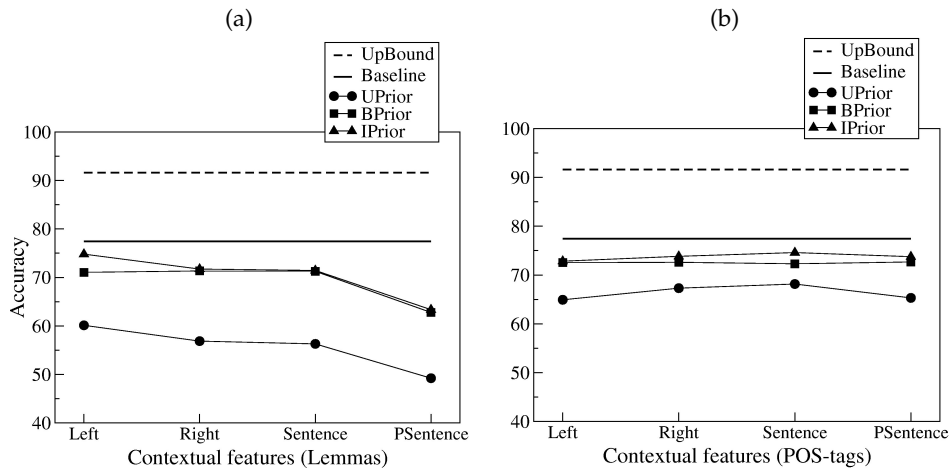 (a)
UpBound
Baseline
UPrior
BPrior
IPrior
100
90
80
70
60
50
40
Accuracy
Left Right Sentence PSentence
Contextual features (Lemmas)
(b)
UpBound
Baseline
UPrior
BPrior
IPrior
100
90
80
70
60
50
40
Left Right Sentence PSentence
Contextual features (POS-tags)